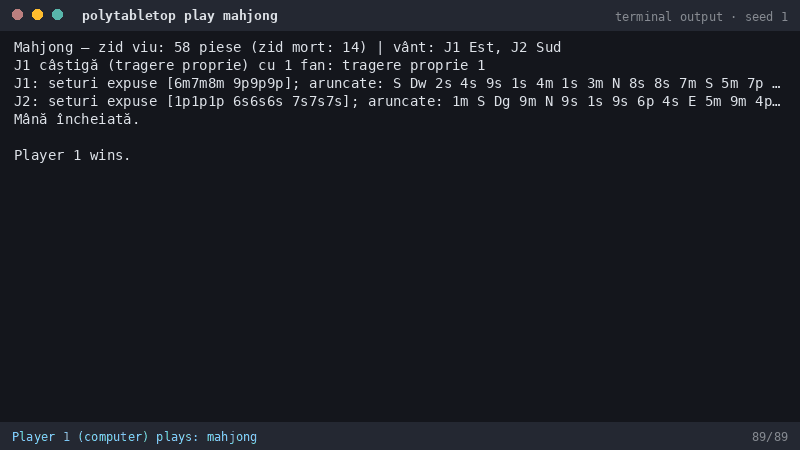 polytabletop play mahjong
terminal output · seed 1
Mahjong — zid viu: 58 piese (zid mort: 14) | vânt: J1 Est, J2 Sud
J1 câștigă (tragere proprie) cu 1 fan: tragere proprie 1
J1: seturi expuse [6m7m8m 9p9p9p]; aruncate: S Dw 2s 4s 9s 1s 4m 1s 3m N 8s 8s 7m S 5m 7p …
J2: seturi expuse [1p1p1p 6s6s6s 7s7s7s]; aruncate: 1m S Dg 9m N 9s 1s 9s 6p 4s E 5m 9m 4p…
Mână încheiată.
Player 1 wins.
Player 1 (computer) plays: mahjong
89/89